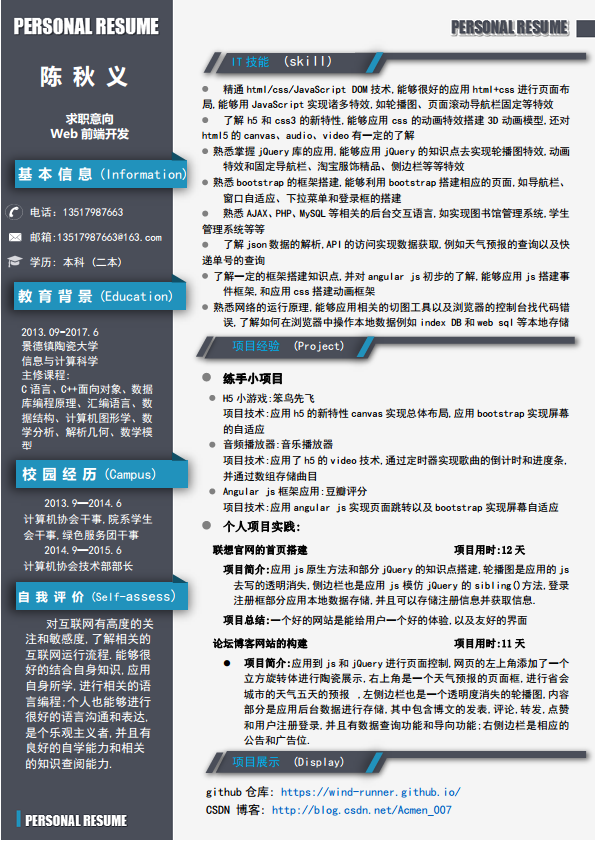 PERSONAL RESUME
陈 秋 义
求职意向
Web 前端开发
基 本 信 息 (Information)
电话: 13517987663
邮箱:13517987663@163.com
学历: 本科 (二本)
教 育 背 景 (Education)
2013.09-2017.6
景德镇陶瓷大学
信息与计算科学
主修课程:
C 语言、C++面向对象、数据
库编程原理、汇编语言、数
据结构、计算机图形学、数
学分析、解析几何、数学模
型
校 园 经 历 (Campus)
2013.9—2014.6
计算机协会干事,院系学生
会干事,绿色服务团干事
2014.9—2015.6
计算机协会技术部部长
自 我 评 价 (Self-assess)
对互联网有高度的关
注和敏感度,了解相关的
互联网运行流程.能够很
好的结合自身知识,应用
自身所学,进行相关的语
言编程;个人也能够进行
很好的语言沟通和表达,
是个乐观主义者,并且有
良好的自学能力和相关
的知识查阅能力.
PERSONAL RESUME
PERSONAL RESUME
IT 技能 (skill)
● 精通 html/css/JavaScript DOM 技术,能够很好的应用 html+css 进行页面布
局,能够用 JavaScript 实现诸多特效,如轮播图、页面滚动导航栏固定等特效
● 了解 h5 和 css3 的新特性,能够应用 css 的动画特效搭建 3D 动画模型,还对
html5 的 canvas、audio、video 有一定的了解
● 熟悉掌握 jQuery 库的应用,能够应用 jQuery 的知识点去实现轮播图特效,动画
特效和固定导航栏、淘宝服饰精品、侧边栏等等特效
● 熟悉 bootstrap 的框架搭建,能够利用 bootstrap 搭建相应的页面,如导航栏、
窗口自适应、下拉菜单和登录框的搭建
● 熟悉 AJAX、PHP、MySQL 等相关的后台交互语言,如实现图书馆管理系统,学生
管理系统等等
● 了解 json 数据的解析,API 的访问实现数据获取,例如天气预报的查询以及快
递单号的查询
● 了解一定的框架搭建知识点,并对 angular js 初步的了解,能够应用 js 搭建事
件框架,和应用 css 搭建动画框架
● 熟悉网络的运行原理,能够应用相关的切图工具以及浏览器的控制台找代码错
误,了解如何在浏览器中操作本地数据例如 index DB 和 web sql 等本地存储
项目经验 (Project)
● 练手小项目
● H5 小游戏:笨鸟先飞
项目技术:应用 h5 的新特性 canvas 实现总体布局,应用 bootstrap 实现屏幕
的自适应
● 音频播放器:音乐播放器
项目技术:应用了 h5 的 video 技术,通过定时器实现歌曲的倒计时和进度条,
并通过数组存储曲目
● Angular js 框架应用:豆瓣评分
项目技术:应用 angular js 实现页面跳转以及 bootstrap 实现屏幕自适应
● 个人项目实践:
联想官网的首页搭建 项目用时:12 天
项目简介:应用 js 原生方法和部分 jQuery 的知识点搭建,轮播图是应用的 js
去写的透明消失,侧边栏也是应用 js 模仿 jQuery 的 sibling()方法,登录
注册框部分应用本地数据存储,并且可以存储注册信息并获取信息.
项目总结:一个好的网站是能给用户一个好的体验,以及友好的界面
论坛博客网站的构建 项目用时:11 天
● 项目简介:应用到 js 和 jQuery 进行页面控制,网页的左上角添加了一个
立方旋转体进行陶瓷展示,右上角是一个天气预报的页面框,进行省会
城市的天气五天的预报 .左侧边栏也是一个透明度消失的轮播图,内容
部分是应用后台数据进行存储,其中包含博文的发表,评论,转发,点赞
和用户注册登录,并且有数据查询功能和导向功能;右侧边栏是相应的
公告和广告位.
项目展示 (Display)
github 仓库: https://wind-runner.github.io/
CSDN 博客: http://blog.csdn.net/Acmen_007